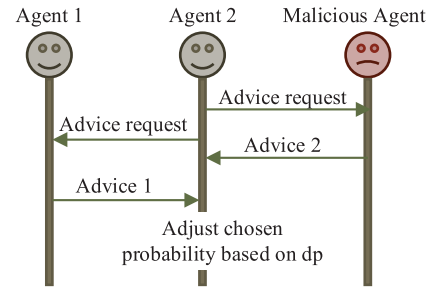 Agent 1
Agent 2
Malicious Agent
Advice request
Advice request
Advice 2
Advice 1
Adjust chosen
probability based on dp